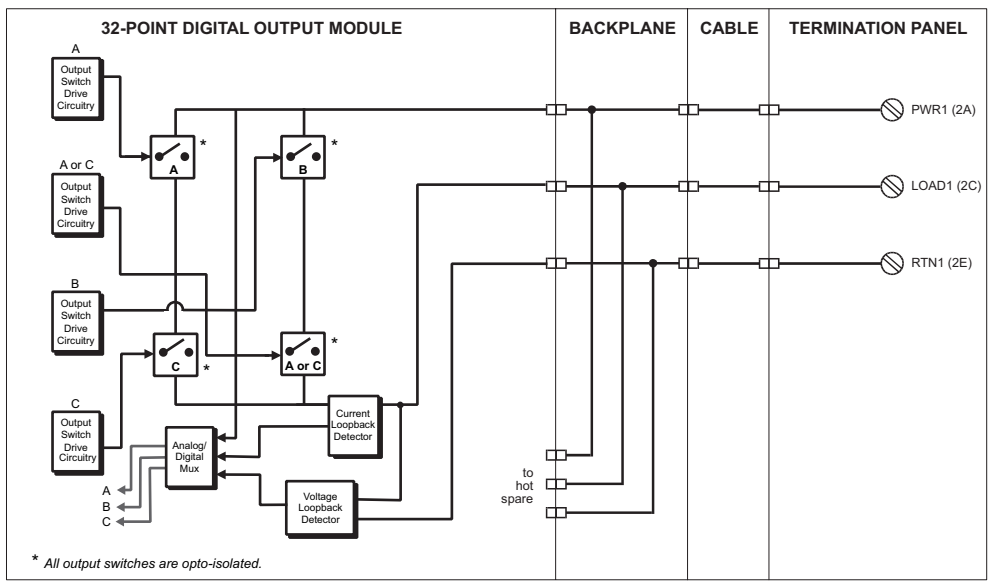 32-POINT DIGITAL OUTPUT MODULE
BACKPLANE
CABLE
TERMINATION PANEL
A
Output
Switch
Drive
Circuitry
*
A
*
B
PWR1 (2A)
A or C
Output
Switch
Drive
Circuitry
LOAD1 (2C)
RTN1 (2E)
B
Output
Switch
Drive
Circuitry
*
C
*
A or C
C
Output
Switch
Drive
Circuitry
Current
Loopback
Detector
Analog/
Digital
Mux
A
B
C
Voltage
Loopback
Detector
to
hot
spare
* All output switches are opto-isolated.